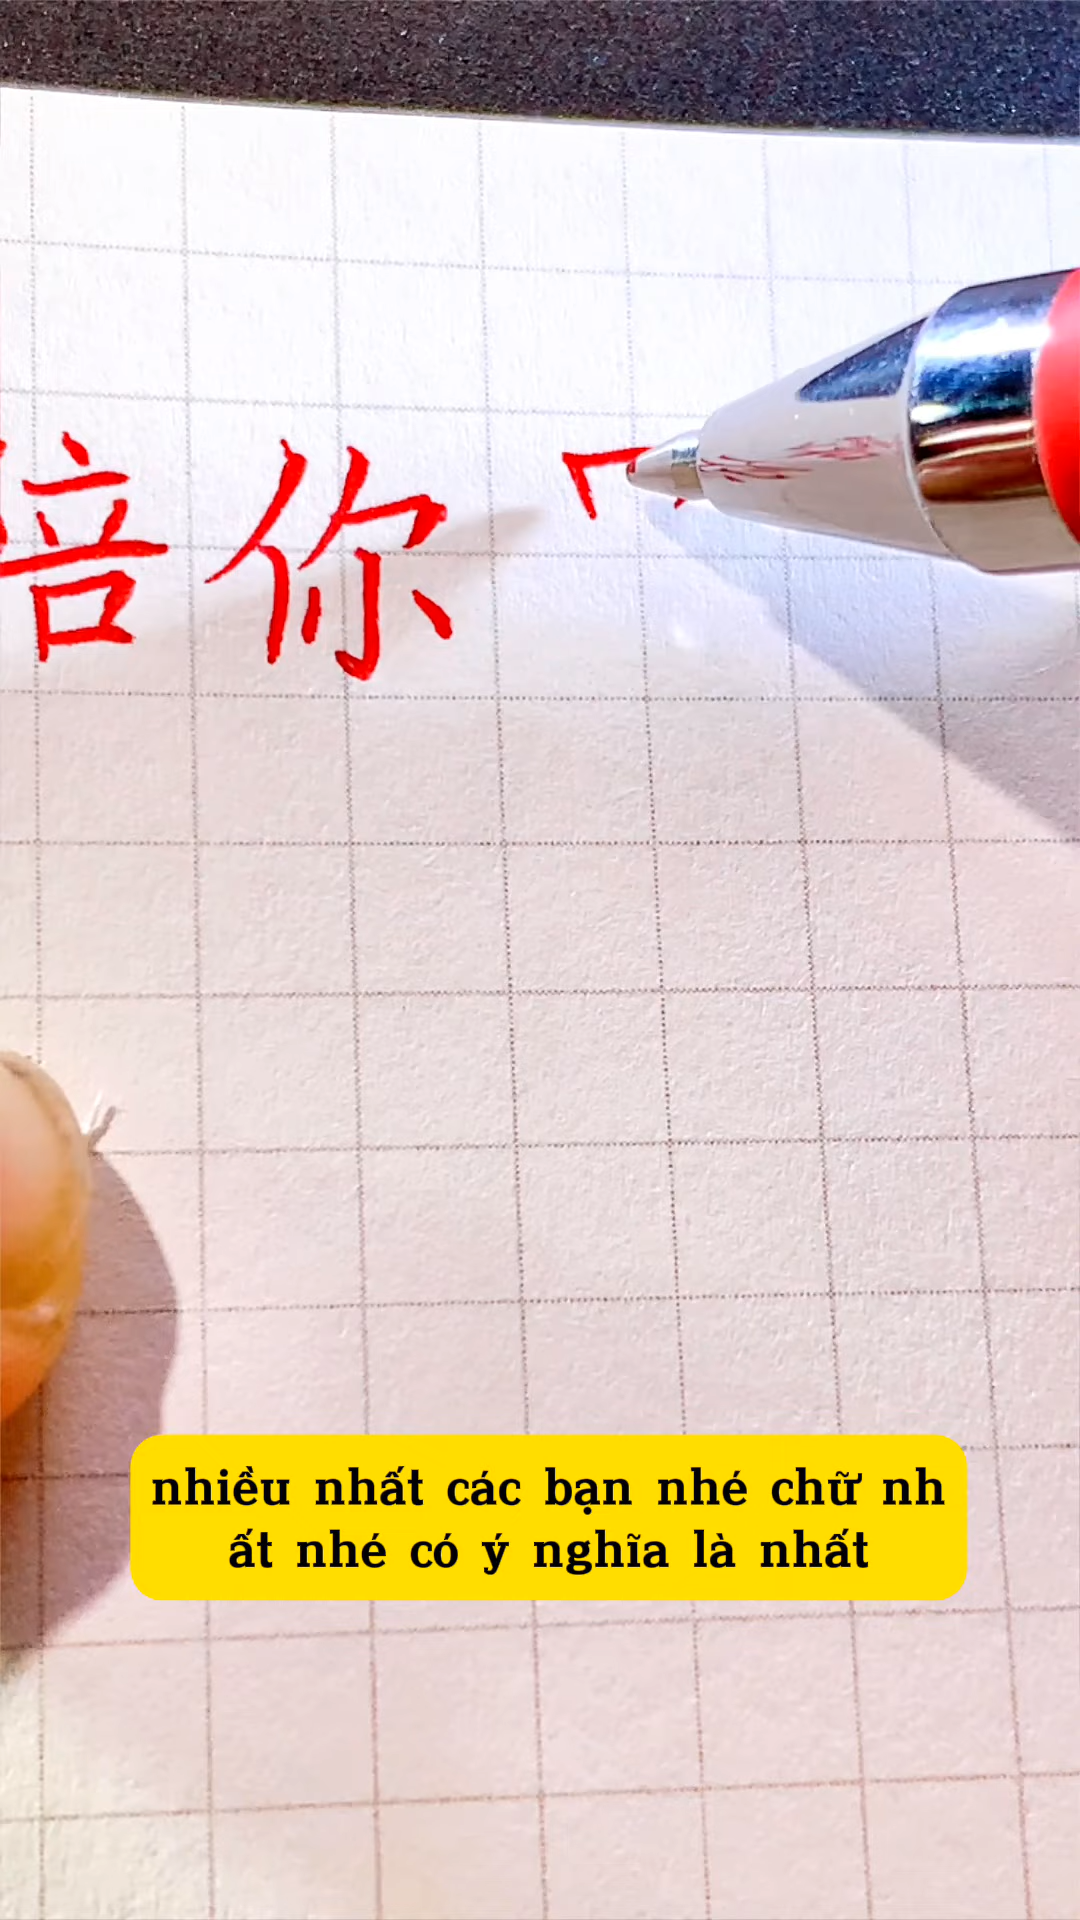 陪你
nhiều nhất các bạn nhé chữ nh
ất nhé có ý nghĩa là nhất